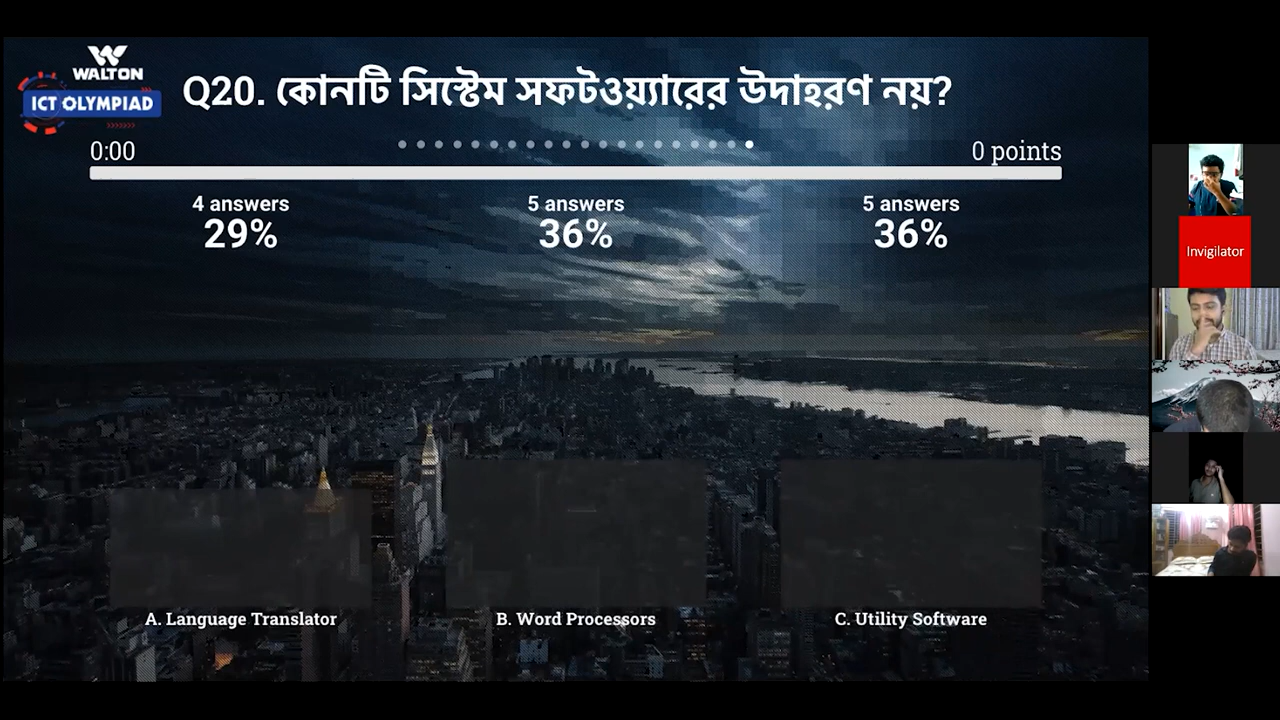 WALTON
ICT OLYMPIAD
Q20. কোনটি সিস্টেম সফটওয়্যারের উদাহরণ নয়?
0:00
0 points
4 answers
5 answers
5 answers
29%
36%
36%
Invigilator
A. Language Translator
B. Word Processors
C. Utility Software